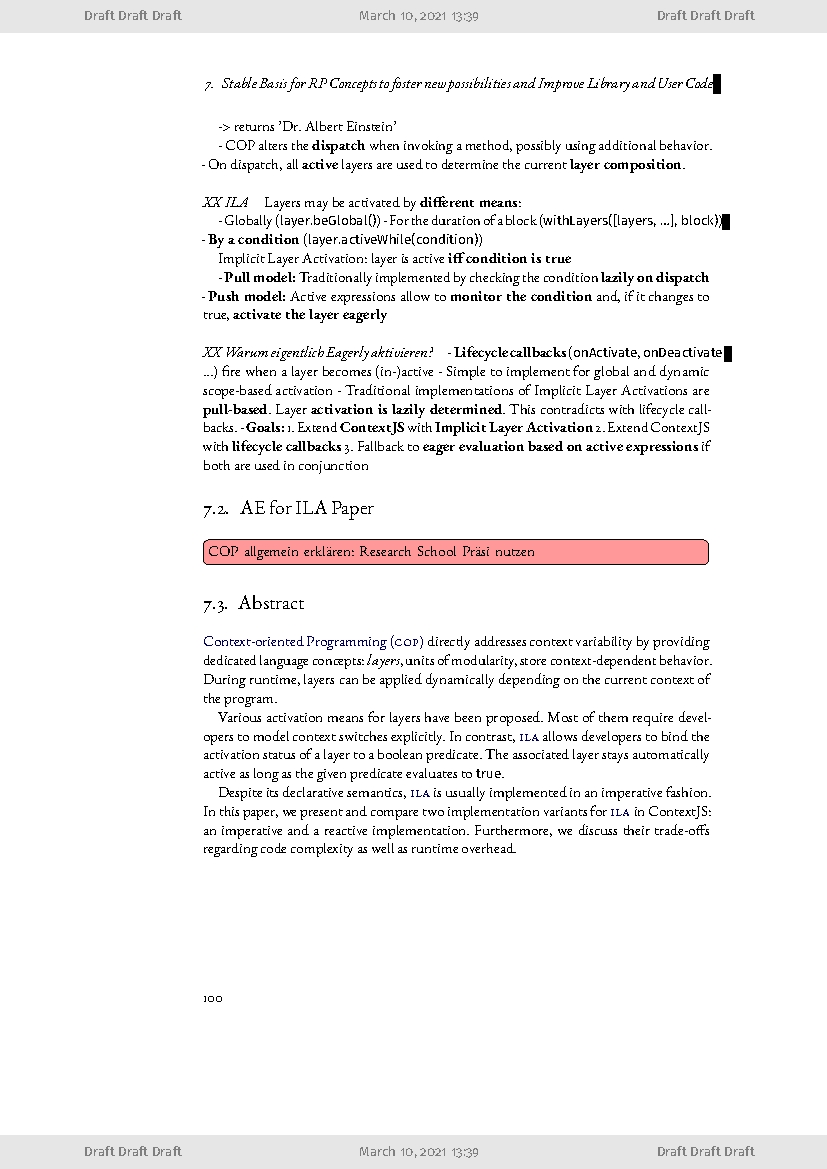 Draft Draft Draft March 10, 2021 13:39 Draft Draft Draft
7. Stable Basis for RP Concepts to foster new possibilities and Improve Library and User Code
-> returns ’Dr. Albert Einstein’
- COP alters the dispatch when invoking a method, possibly using additional behavior.
- On dispatch, all active layers are used to determine the current layer composition.
XX ILA Layers may be activated by different means:
- Globally (layer.beGlobal()) - For the duration of a block (withLayers([layers, ...], block))
- By a condition (layer.activeWhile(condition))
Implicit Layer Activation: layer is active iff condition is true
- Pull model: Traditionally implemented by checking the condition lazily on dispatch
- Push model: Active expressions allow to monitor the condition and, if it changes to
true, activate the layer eagerly
XX Warum eigentlich Eagerly aktivieren? - Lifecycle callbacks (onActivate, onDeactivate
...) fire when a layer becomes (in-)active - Simple to implement for global and dynamic
scope-based activation - Traditional implementations of Implicit Layer Activations are
pull-based. Layer activation is lazily determined. This contradicts with lifecycle call-
backs. - Goals: 1. Extend ContextJS with Implicit Layer Activation 2. Extend ContextJS
with lifecycle callbacks 3. Fallback to eager evaluation based on active expressions if
both are used in conjunction
7.2. AE for ILA Paper
COP allgemein erklären: Research School Präsi nutzen
7.3. Abstract
Context-oriented Programming (COP) directly addresses context variability by providing
dedicated language concepts: layers, units of modularity, store context-dependent behavior.
During runtime, layers can be applied dynamically depending on the current context of
the program.
Various activation means for layers have been proposed. Most of them require devel-
opers to model context switches explicitly. In contrast, ILA allows developers to bind the
activation status of a layer to a boolean predicate. The associated layer stays automatically
active as long as the given predicate evaluates to true.
Despite its declarative semantics, ILA is usually implemented in an imperative fashion.
In this paper, we present and compare two implementation variants for ILA in ContextJS:
an imperative and a reactive implementation. Furthermore, we discuss their trade-offs
regarding code complexity as well as runtime overhead.
100
Draft Draft Draft March 10, 2021 13:39 Draft Draft Draft